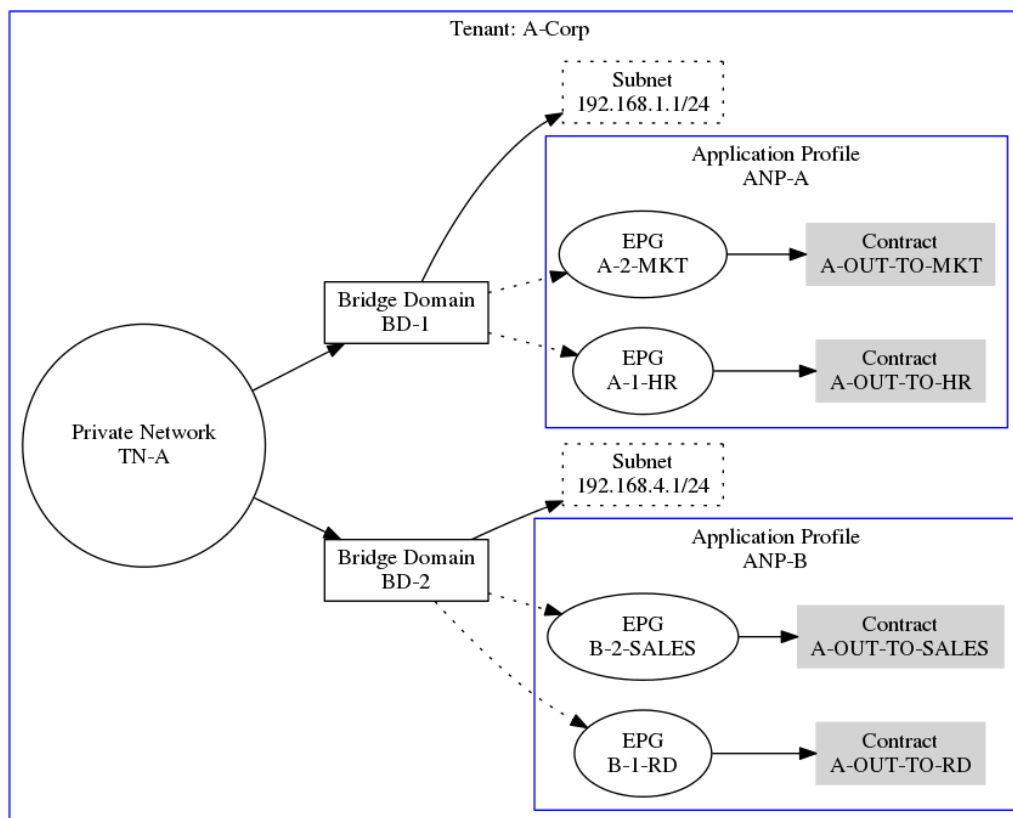 Tenant: A-Corp
Subnet
192.168.1.1/24
Application Profile
ANP-A
EPG
A-2-MKT
Contract
A-OUT-TO-MKT
Bridge Domain
BD-1
EPG
A-1-HR
Contract
A-OUT-TO-HR
Private Network
TN-A
Subnet
192.168.4.1/24
Application Profile
ANP-B
Bridge Domain
BD-2
EPG
B-2-SALES
Contract
A-OUT-TO-SALES
EPG
B-1-RD
Contract
A-OUT-TO-RD